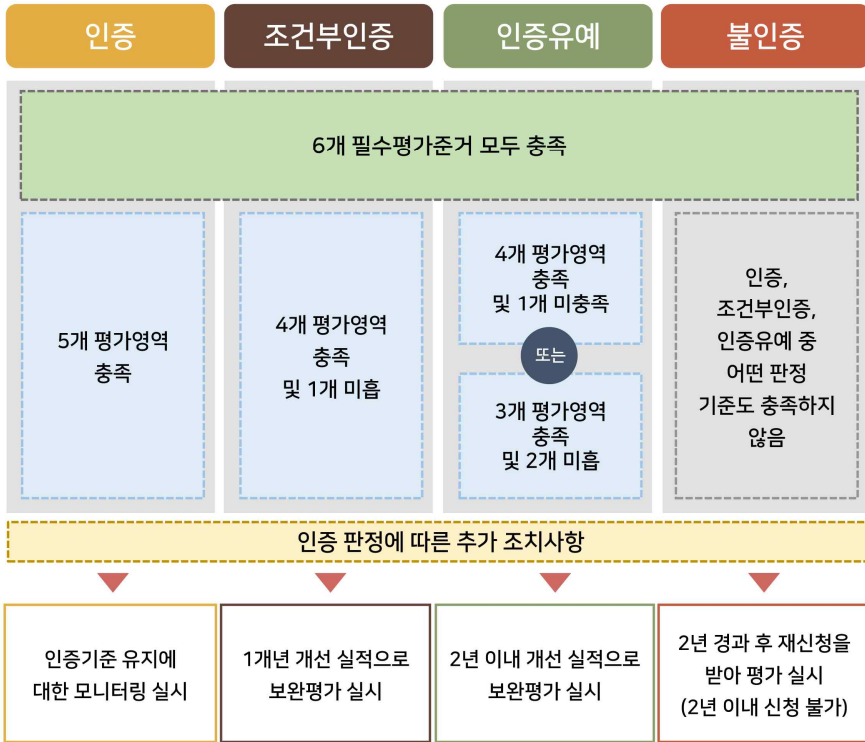 인증
조건부인증
인증유예
불인증
6개 필수평가준거 모두 충족
5개 평가영역
충족
4개 평가영역
충족
및 1개 미흡
4개 평가영역
충족
및 1개 미충족
또는
3개 평가영역
충족
및 2개 미흡
인증,
조건부인증,
인증유예 중
어떤 판정
기준도 충족하지
않음
인증 판정에 따른 추가 조치사항
인증기준 유지에
대한 모니터링 실시
1개년 개선 실적으로
보완평가 실시
2년 이내 개선 실적으로
보완평가 실시
2년 경과 후 재신청을
받아 평가 실시
(2년 이내 신청 불가)